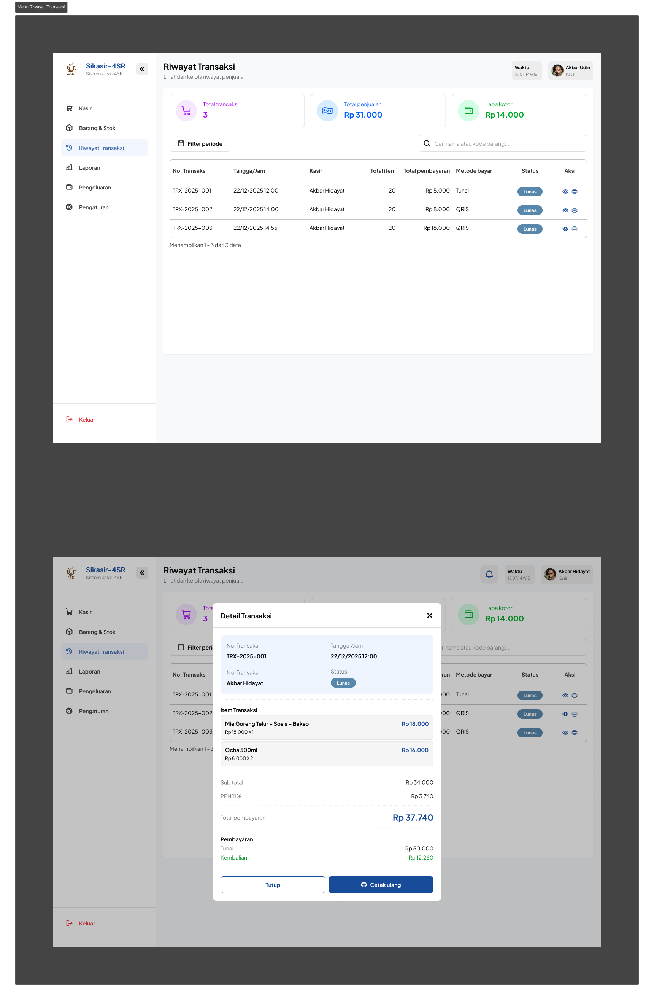 Menu Riwayat Transaksi
Sikasir-4SR
Sistem kasir-4SR
4SR
Riwayat Transaksi
Lihat dan kelola riwayat penjualan
Waktu
15:07:14 WIB
Akbar Udin
Kasir
Kasir
Barang & Stok
Riwayat Transaksi
Laporan
Pengeluaran
Pengaturan
Keluar
Total transaksi
3
Total penjualan
Rp 31.000
Laba kotor
Rp 14.000
Filter periode
Cari nama atau kode barang...
No. Transaksi Tangga/Jam Kasir Total item Total pembayaran Metode bayar Status Aksi
TRX-2025-001 22/12/2025 12:00 Akbar Hidayat 20 Rp 5.000 Tunai Lunas
TRX-2025-002 22/12/2025 14:00 Akbar Hidayat 20 Rp 8.000 QRIS Lunas
TRX-2025-003 22/12/2025 14:55 Akbar Hidayat 20 Rp 18.000 QRIS Lunas
Menampilkan 1 - 3 dari 3 data
Sikasir-4SR
Sistem kasir-4SR
4SR
Riwayat Transaksi
Lihat dan kelola riwayat penjualan
Waktu
15:07:14 WIB
Akbar Hidayat
Kasir
Kasir
Barang & Stok
Riwayat Transaksi
Laporan
Pengeluaran
Pengaturan
Keluar
Tota
3
Laba kotor
Rp 14.000
Filter peri
ri nama atau kode barang...
No. Transaksi ran Metode bayar Status Aksi
TRX-2025-001 00 Tunai Lunas
TRX-2025-002 00 QRIS Lunas
TRX-2025-003 00 QRIS Lunas
Menampilkan 1 - 3
Detail Transaksi
No. Transaksi Tanggal/Jam
TRX-2025-001 22/12/2025 12:00
No. Transaksi Status
Akbar Hidayat Lunas
Item Transaksi
Mie Goreng Telur + Sosis + Bakso Rp 18.000
Rp 18.000 X 1
Ocha 500ml Rp 16.000
Rp 8.000 X 2
Sub total Rp 34.000
PPN 11% Rp 3.740
Total pembayaran Rp 37.740
Pembayaran
Tunai Rp 50.000
Kembalian Rp 12.260
Tutup Cetak ulang